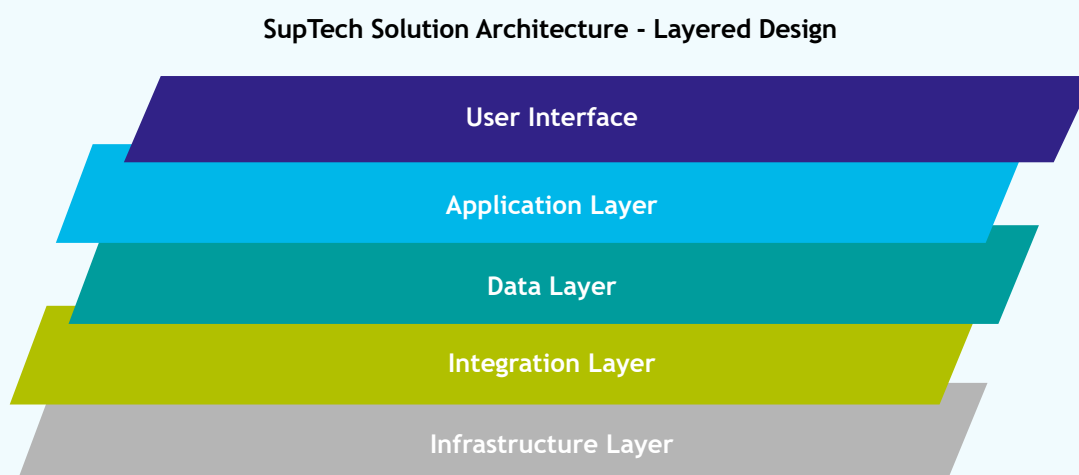 SupTech Solution Architecture - Layered Design
User Interface
Application Layer
Data Layer
Integration Layer
Infrastructure Layer